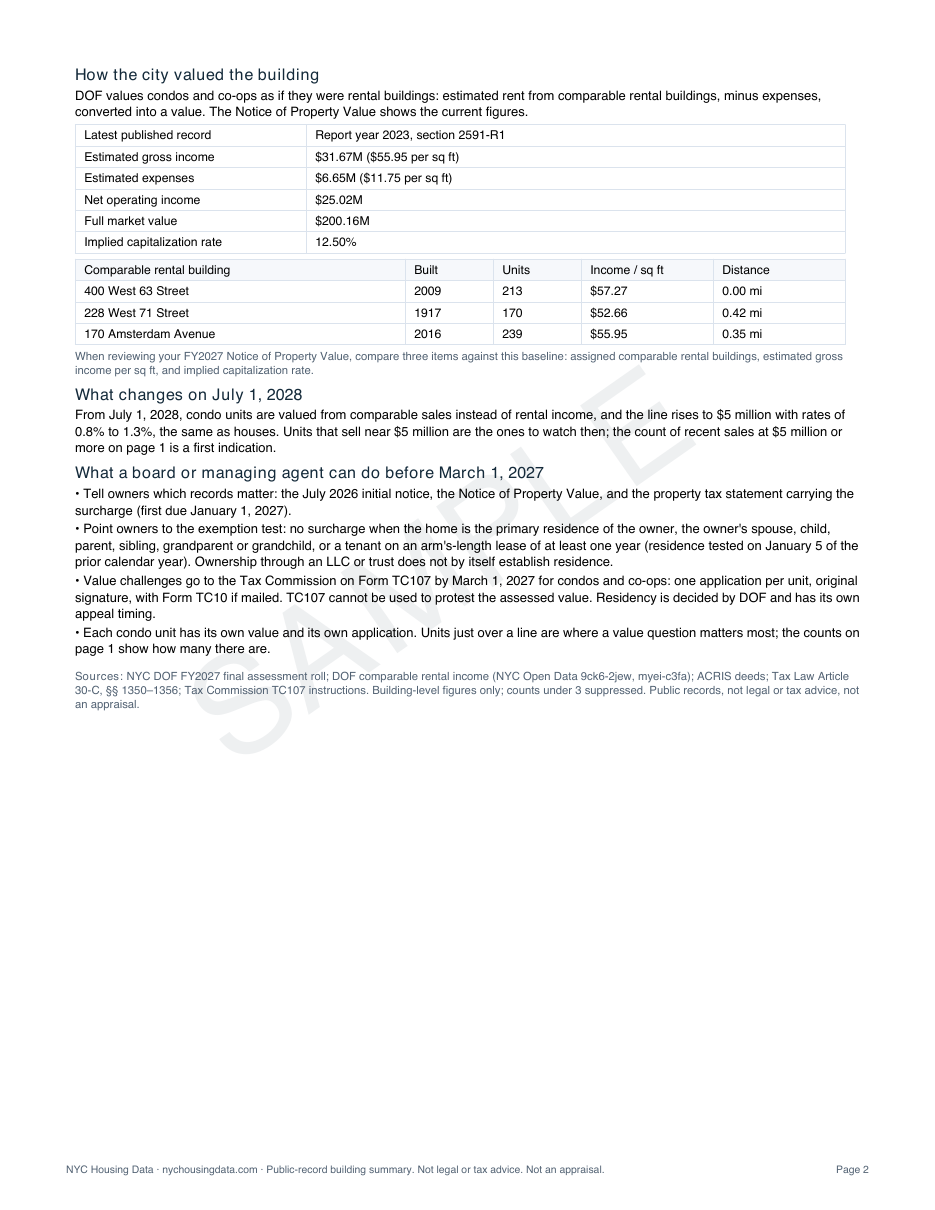 How the city valued the building
DOF values condos and co-ops as if they were rental buildings: estimated rent from comparable rental buildings, minus expenses,
converted into a value. The Notice of Property Value shows the current figures.
Latest published record Report year 2023, section 2591-R1
Estimated gross income $31.67M ($55.95 per sq ft)
Estimated expenses $6.65M ($11.75 per sq ft)
Net operating income $25.02M
Full market value $200.16M
Implied capitalization rate 12.50%
Comparable rental building Built Units Income / sq ft Distance
400 West 63 Street 2009 213 $57.27 0.00 mi
228 West 71 Street 1917 170 $52.66 0.42 mi
170 Amsterdam Avenue 2016 239 $55.95 0.35 mi
When reviewing your FY2027 Notice of Property Value, compare three items against this baseline: assigned comparable rental buildings, estimated gross
income per sq ft, and implied capitalization rate.
What changes on July 1, 2028
From July 1, 2028, condo units are valued from comparable sales instead of rental income, and the line rises to $5 million with rates of
0.8% to 1.3%, the same as houses. Units that sell near $5 million are the ones to watch then; the count of recent sales at $5 million or
more on page 1 is a first indication.
What a board or managing agent can do before March 1, 2027
• Tell owners which records matter: the July 2026 initial notice, the Notice of Property Value, and the property tax statement carrying the
surcharge (first due January 1, 2027).
• Point owners to the exemption test: no surcharge when the home is the primary residence of the owner, the owner's spouse, child,
parent, sibling, grandparent or grandchild, or a tenant on an arm's-length lease of at least one year (residence tested on January 5 of the
prior calendar year). Ownership through an LLC or trust does not by itself establish residence.
• Value challenges go to the Tax Commission on Form TC107 by March 1, 2027 for condos and co-ops: one application per unit, original
signature, with Form TC10 if mailed. TC107 cannot be used to protest the assessed value. Residency is decided by DOF and has its own
appeal timing.
• Each condo unit has its own value and its own application. Units just over a line are where a value question matters most; the counts on
page 1 show how many there are.
Sources: NYC DOF FY2027 final assessment roll; DOF comparable rental income (NYC Open Data 9ck6-2jew, myei-c3fa); ACRIS deeds; Tax Law Article
30-C, §§ 1350–1356; Tax Commission TC107 instructions. Building-level figures only; counts under 3 suppressed. Public records, not legal or tax advice, not
an appraisal.
SAMPLE
NYC Housing Data · nychousingdata.com · Public-record building summary. Not legal or tax advice. Not an appraisal. Page 2